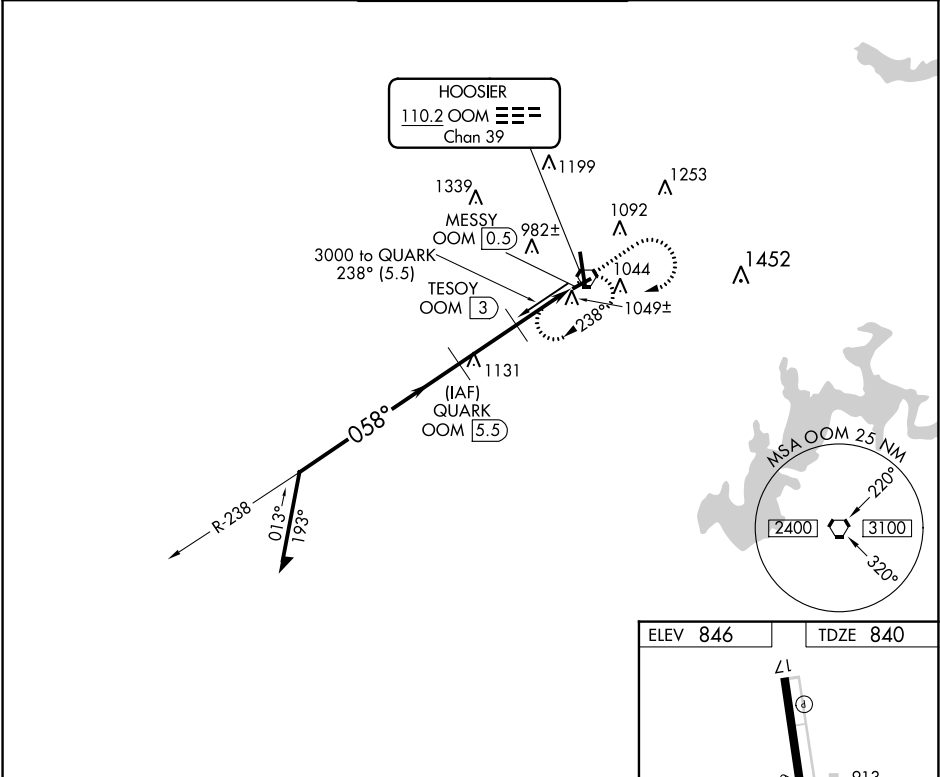 HOOSIER
110.2 OOM
Chan 39
1199
1339
1253
MESSY
OOM 0.5
982±
1092
3000 to QUARK
238° (5.5)
1044
1452
TESOY
OOM 3
1049±
238°
1131
(IAF)
QUARK
OOM 5.5
058°
MSA OOM 25 NM
220°
R-238
013°
193°
2400
3100
320°
ELEV 846
TDZE 840
17
P